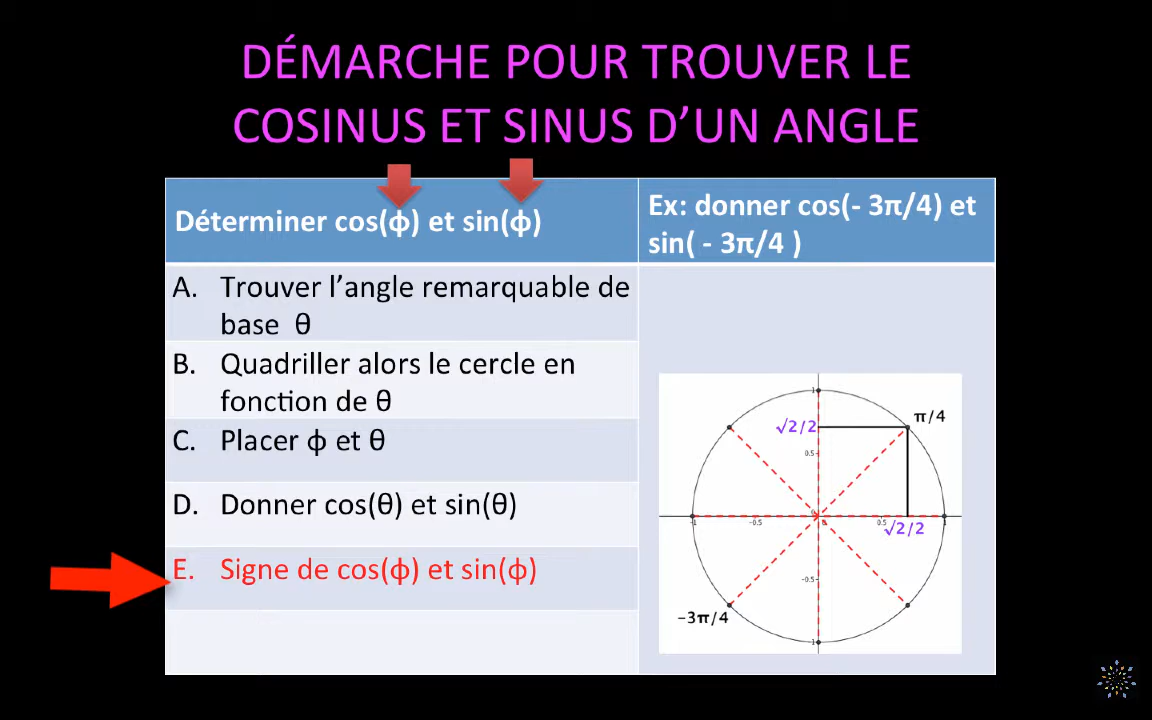 DÉMARCHE POUR TROUVER LE
COSINUS ET SINUS D’UN ANGLE
Déterminer cos(ф) et sin(ф)
Ex: donner cos(- 3π/4) et
sin( - 3π/4 )
A. Trouver l’angle remarquable de
base θ
B. Quadriller alors le cercle en
fonction de θ
C. Placer ф et θ
D. Donner cos(θ) et sin(θ)
E. Signe de cos(ф) et sin(ф)
1
π/4
√2/2
0.5
-1
-0.5
0
0.5
1
√2/2
-0.5
-3π/4